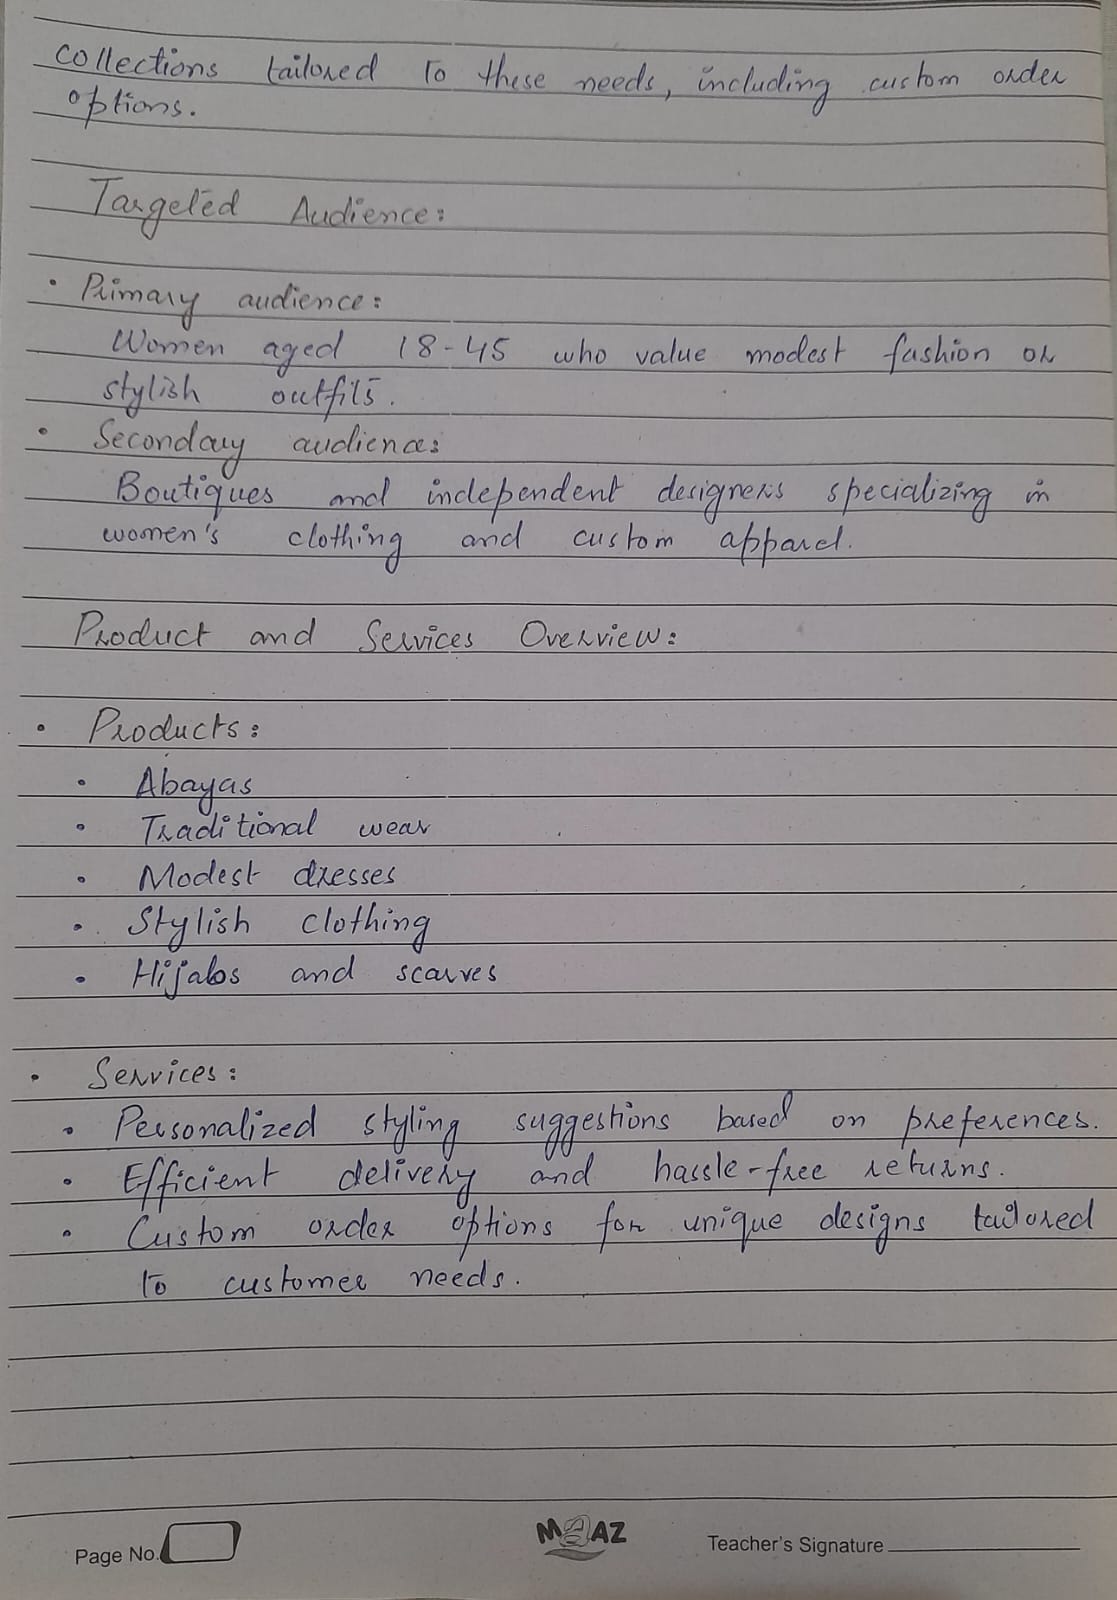 collections tailored to these needs, including custom order
options.
Targeted Audience:
• Primary audience:
Women aged 18-45 who value modest fashion or
stylish outfits.
• Secondary audience:
Boutiques and independent designers specializing in
women's clothing and custom apparel.
Product and Services Overview:
• Products:
• Abayas
• Traditional wear
• Modest dresses
• Stylish clothing
• Hijabs and scarves
• Services:
• Personalized styling suggestions based on preferences.
• Efficient delivery and hassle-free returns.
• Custom order options for unique designs tailored
to customer needs.
Page No.
MAAZ
Teacher's Signature